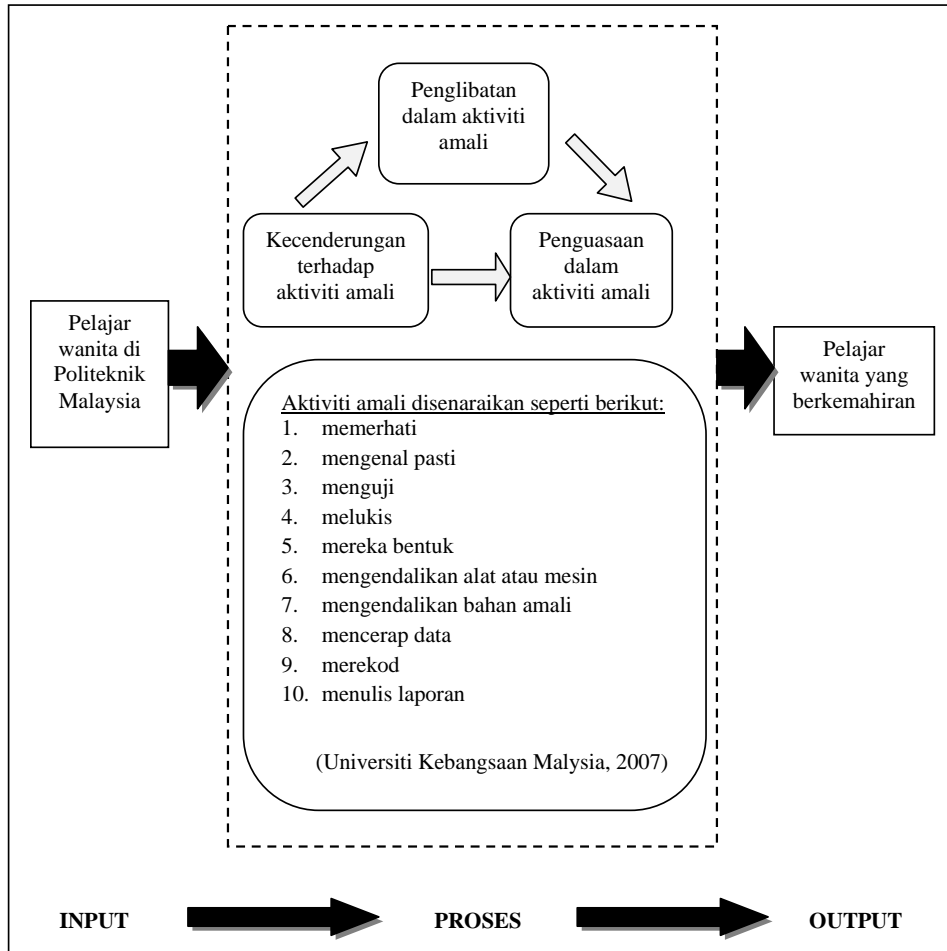 Penglibatan
dalam aktiviti
amali
Kecenderungan
terhadap
aktiviti amali
Penguasaan
dalam
aktiviti amali
Pelajar
wanita di
Politeknik
Malaysia
Pelajar
wanita yang
berkemahiran
Aktiviti amali disenaraikan seperti berikut:
1. memerhati
2. mengenal pasti
3. menguji
4. melukis
5. mereka bentuk
6. mengendalikan alat atau mesin
7. mengendalikan bahan amali
8. mencerap data
9. merekod
10. menulis laporan
(Universiti Kebangsaan Malysia, 2007)
INPUT PROSES OUTPUT